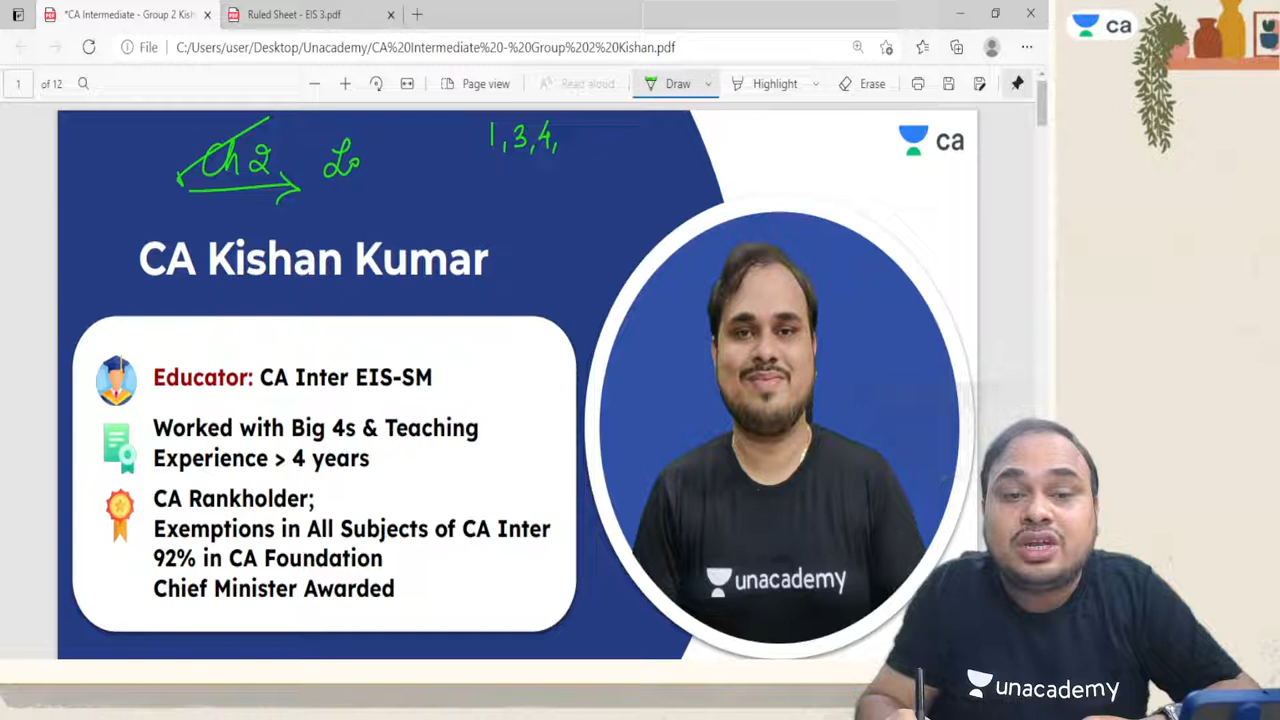 *CA Intermediate - Group 2 Kish
Ruled Sheet - EIS 3.pdf
File
C:/Users/user/Desktop/Unacademy/CA%20Intermediate%20-%20Group%202%20Kishan.pdf
1 of 12
Page view
Read aloud
Draw
Highlight
Erase
ca
Ch 2
1, 3, 4,
ca
CA Kishan Kumar
Educator: CA Inter EIS-SM
Worked with Big 4s & Teaching
Experience > 4 years
CA Rankholder;
Exemptions in All Subjects of CA Inter
92% in CA Foundation
Chief Minister Awarded
unacademy
unacademy